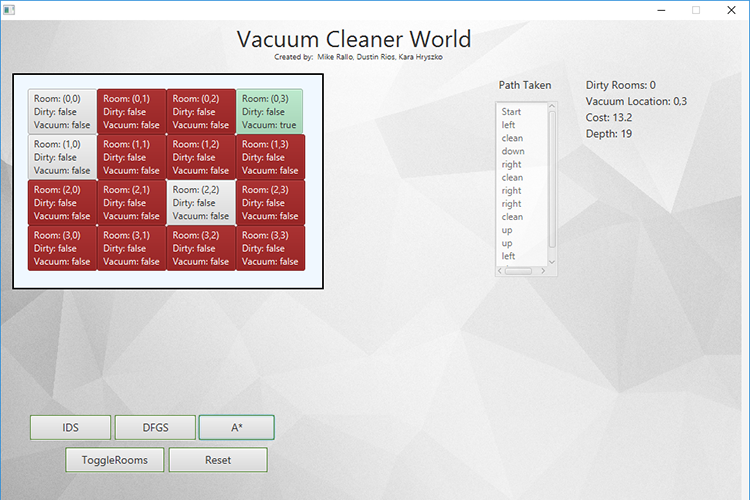 Vacuum Cleaner World
Created by: Mike Rallo, Dustin Rios, Kara Hryszko
Room: (0,0) Room: (0,1) Room: (0,2) Room: (0,3)
Dirty: false Dirty: false Dirty: false Dirty: false
Vacuum: false Vacuum: false Vacuum: false Vacuum: true
Room: (1,0) Room: (1,1) Room: (1,2) Room: (1,3)
Dirty: false Dirty: false Dirty: false Dirty: false
Vacuum: false Vacuum: false Vacuum: false Vacuum: false
Room: (2,0) Room: (2,1) Room: (2,2) Room: (2,3)
Dirty: false Dirty: false Dirty: false Dirty: false
Vacuum: false Vacuum: false Vacuum: false Vacuum: false
Room: (3,0) Room: (3,1) Room: (3,2) Room: (3,3)
Dirty: false Dirty: false Dirty: false Dirty: false
Vacuum: false Vacuum: false Vacuum: false Vacuum: false
Path Taken
Start
left
clean
down
right
clean
right
right
clean
up
up
left
Dirty Rooms: 0
Vacuum Location: 0,3
Cost: 13.2
Depth: 19
IDS DFGS A*
ToggleRooms Reset